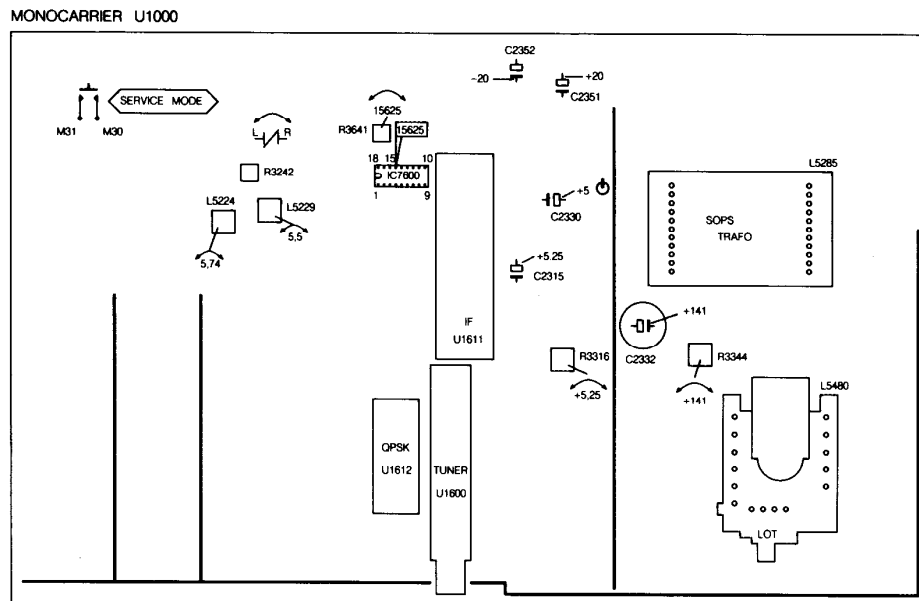 MONOCARRIER U1000
C2352
-20
+20
C2351
SERVICE MODE
M31
M30
L
R
15625
R3641
15625
18
15
10
IC7600
1
9
R3242
L5224
L5229
5,5
5,74
+5
C2330
L5285
SOPS
TRAFO
+5,25
C2315
IF
U1611
+141
C2332
R3316
+5,25
R3344
+141
L5480
QPSK
U1612
TUNER
U1600
LOT